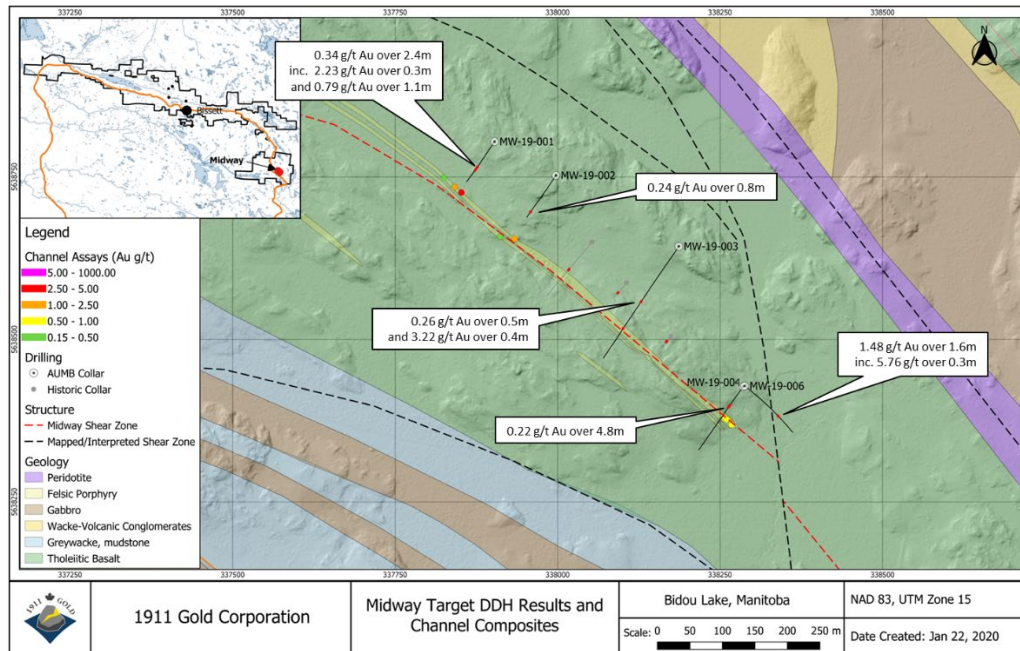 337250
337500
337750
338000
338250
338500
N
0.34 g/t Au over 2.4m
inc. 2.23 g/t Au over 0.3m
and 0.79 g/t Au over 1.1m
Bissett
Midway
MW-19-001
MW-19-002
0.24 g/t Au over 0.8m
MW-19-003
0.26 g/t Au over 0.5m
and 3.22 g/t Au over 0.4m
1.48 g/t Au over 1.6m
inc. 5.76 g/t over 0.3m
MW-19-004
MW-19-006
0.22 g/t Au over 4.8m
5638750
5638500
5638250
5638750
5638500
5638250
Legend
Channel Assays (Au g/t)
5.00 - 1000.00
2.50 - 5.00
1.00 - 2.50
0.50 - 1.00
0.15 - 0.50
Drilling
AUMB Collar
Historic Collar
Structure
Midway Shear Zone
Mapped/Interpreted Shear Zone
Geology
Peridotite
Felsic Porphyry
Gabbro
Wacke-Volcanic Conglomerates
Greywacke, mudstone
Tholeiitic Basalt
337250
337500
337750
338000
338250
338500
1911 GOLD
1911 Gold Corporation
Midway Target DDH Results and
Channel Composites
Bidou Lake, Manitoba
Scale: 0 50 100 150 200 250 m
NAD 83, UTM Zone 15
Date Created: Jan 22, 2020